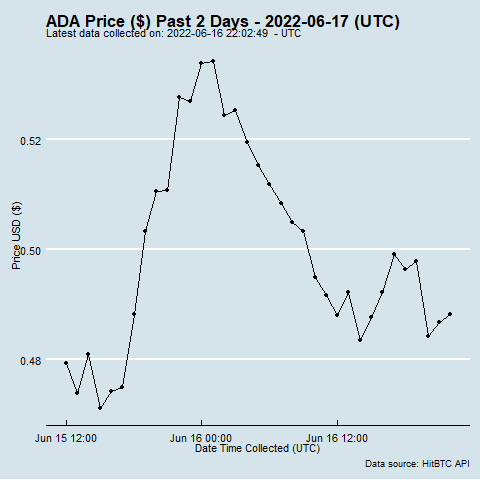 ADA Price ($) Past 2 Days - 2022-06-17 (UTC)
Latest data collected on: 2022-06-16 22:02:49  - UTC
0.52
0.50
0.48
Price USD ($)
Jun 15 12:00
Jun 16 00:00
Jun 16 12:00
Date Time Collected (UTC)
Data source: HitBTC API